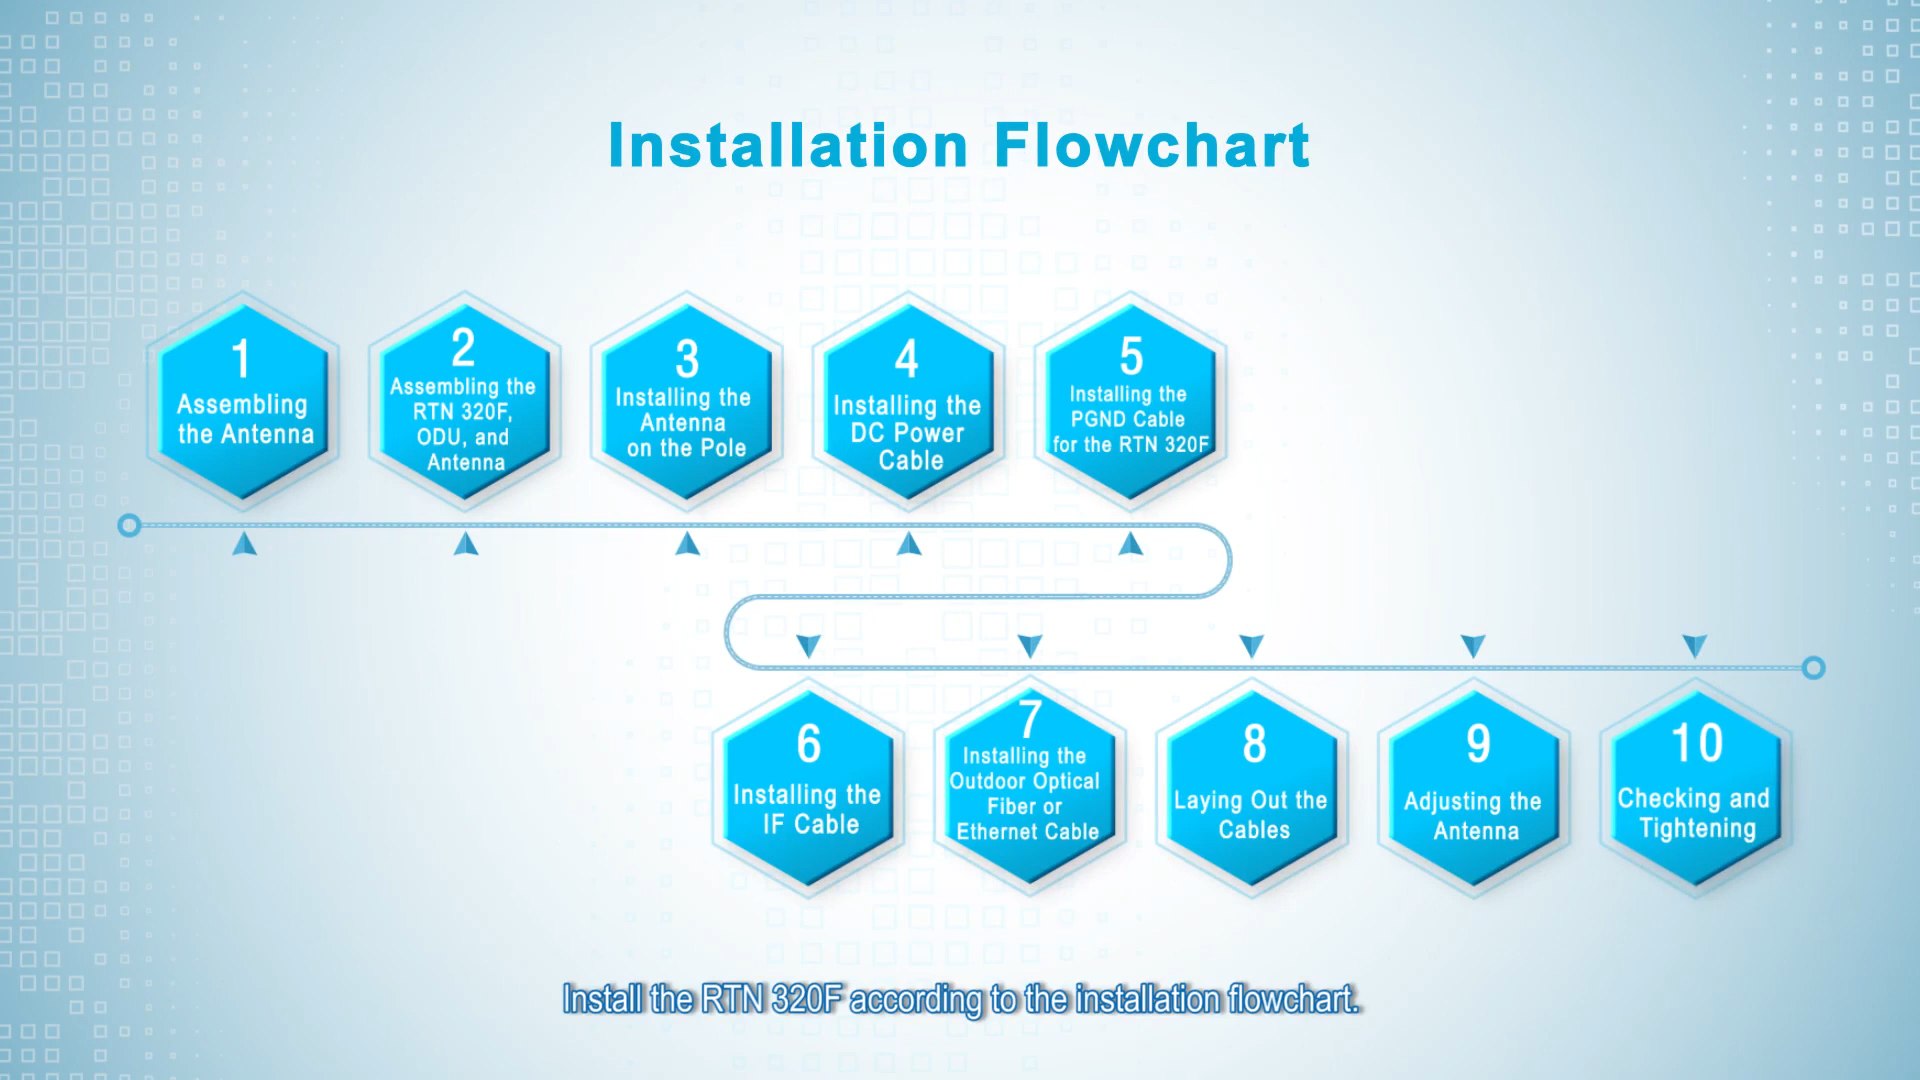 Installation Flowchart
1
Assembling
the Antenna
2
Assembling the
RTN 320F,
ODU, and
Antenna
3
Installing the
Antenna
on the Pole
4
Installing the
DC Power
Cable
5
Installing the
PGND Cable
for the RTN 320F
6
Installing the
IF Cable
7
Installing the
Outdoor Optical
Fiber or
Ethernet Cable
8
Laying Out the
Cables
9
Adjusting the
Antenna
10
Checking and
Tightening
Install the RTN 320F according to the installation flowchart.